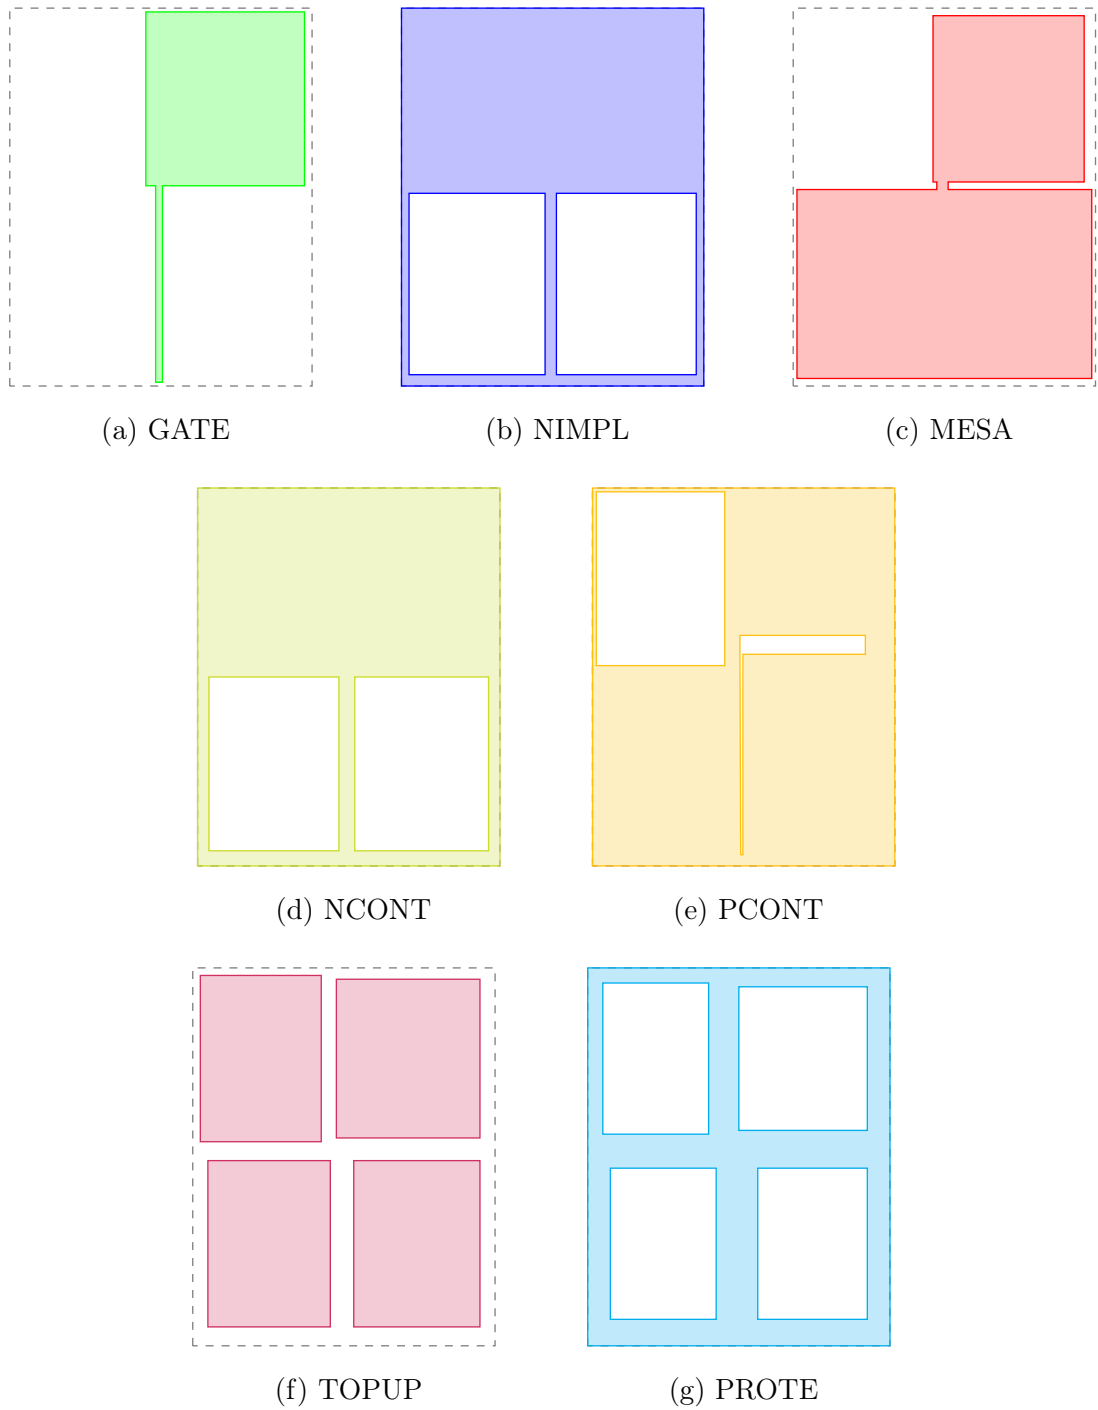 (a) GATE
(b) NIMPL
(c) MESA
(d) NCONT
(e) PCONT
(f) TOPUP
(g) PROTE